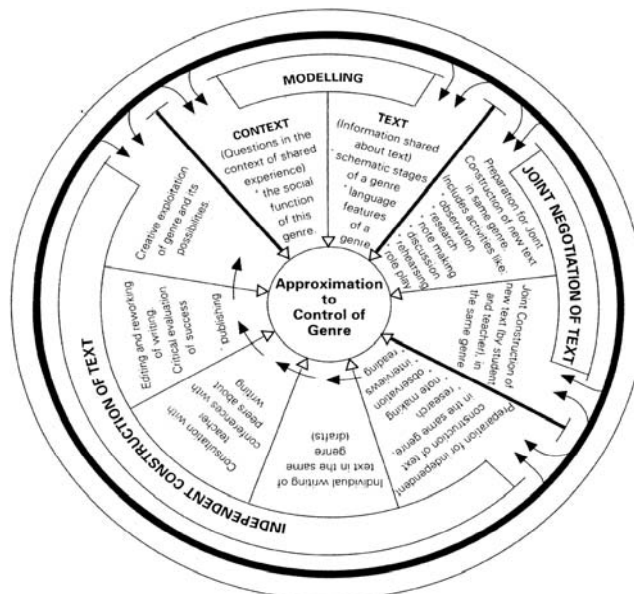 MODELLING
CONTEXT
(Questions in the
context of shared
experience)
· the social
function of this
genre.
TEXT
(Information shared
about text)
· schematic stages
of a genre
· language
features
of a
genre
JOINT NEGOTIATION OF TEXT
Preparation for Joint
Construction of new text
in same genre.
Includes activities like:
· observation
· research
· note making
· discussion
· rehearsing
· role play
Joint Construction of
new text (by student
and teacher), in
the same genre
INDEPENDENT CONSTRUCTION OF TEXT
Preparation for independent
construction of text
in the same genre.
· research
· note making
· observation
· interviews
· reading
Individual writing of
text in the same
genre
(drafts)
Consultation with
teacher
conferences with
peers about
writing
Editing and reworking
of writing.
Critical evaluation
of success
publishing
Creative exploitation
of genre and its
possibilities.
Approximation
to
Control of
Genre